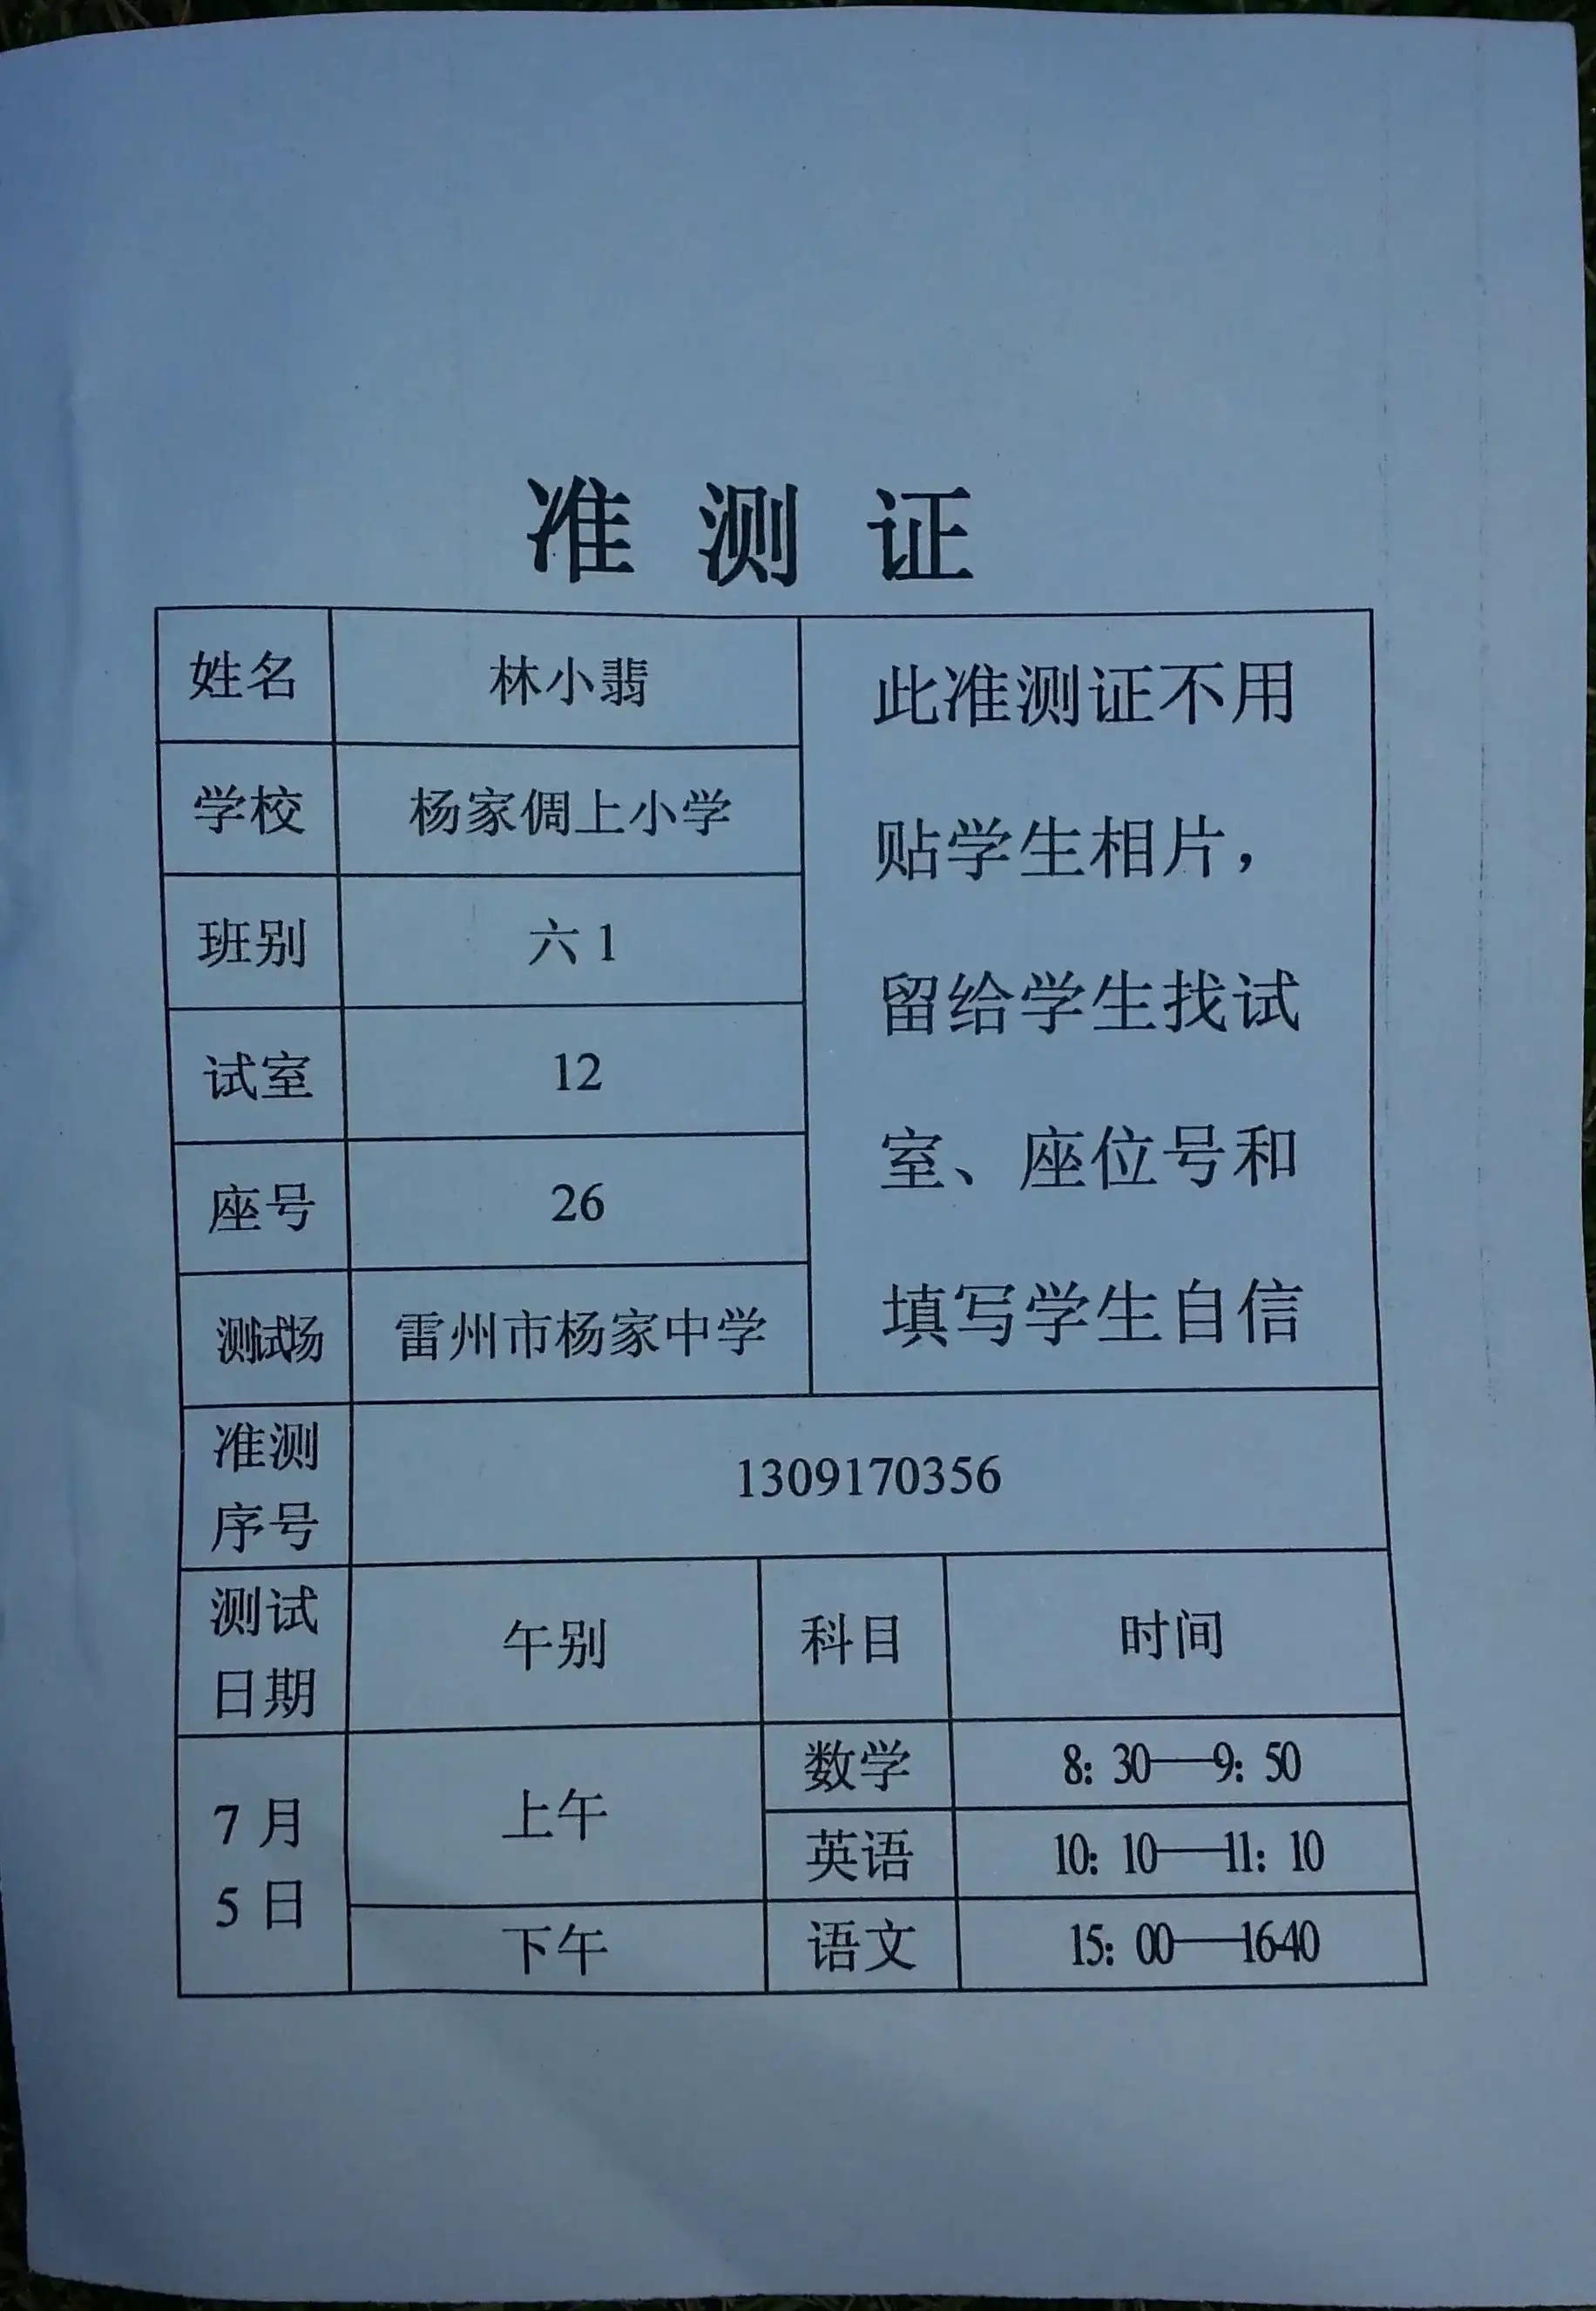 准测证
姓名 林小翡
此准测证不用
贴学生相片，
留给学生找试
室、座位号和
填写学生自信
学校 杨家倜上小学
班别 六1
试室 12
座号 26
测试场 雷州市杨家中学
准测
序号
1309170356
测试
日期
午别 科目 时间
7月
5日
上午 数学 8：30——9：50
英语 10：10——11：10
下午 语文 15：00——1640